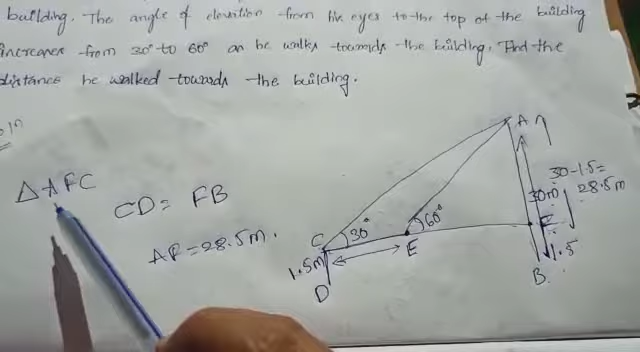 building. The angle of elevation from his eyes to the top of the building
increases from 30° to 60° as he walks towards the building. Find the
distance he walked towards the building.
△AFC
CD = FB
AF=28.5m.
A
30-1.5=
28.5m
30m
C
30°
60°
E
F
1.5m
1.5
D
B